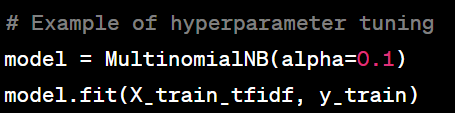 # Example of hyperparameter tuning
model = MultinomialNB(alpha=0.1)
model.fit(X_train_tfidf, y_train)